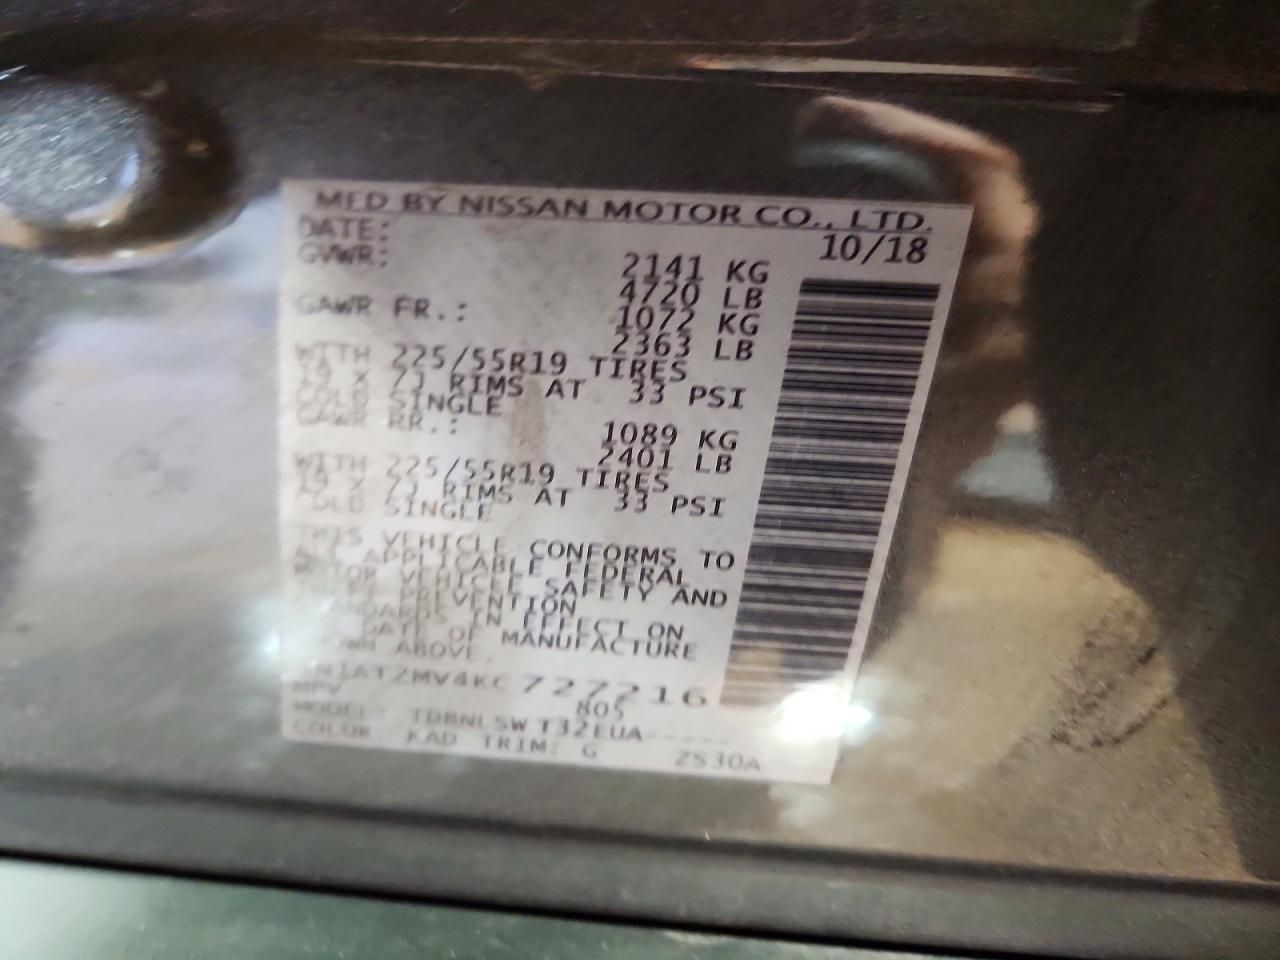 MFD BY NISSAN MOTOR CO., LTD.
DATE: 10/18
GVWR: 2141 KG
4720 LB
GAWR FR.: 1072 KG
2363 LB
WITH 225/55R19 TIRES
19 X 7J RIMS AT 33 PSI
COLD SINGLE
GAWR RR.: 1089 KG
2401 LB
WITH 225/55R19 TIRES
19 X 7J RIMS AT 33 PSI
COLD SINGLE
THIS VEHICLE CONFORMS TO
ALL APPLICABLE FEDERAL
MOTOR VEHICLE SAFETY AND
THEFT PREVENTION
STANDARDS IN EFFECT ON
DATE OF MANUFACTURE
SHOWN ABOVE.
727216
MPV 805
MODEL: T32EUA-----
COLOR: KAD TRIM: G ZS30A